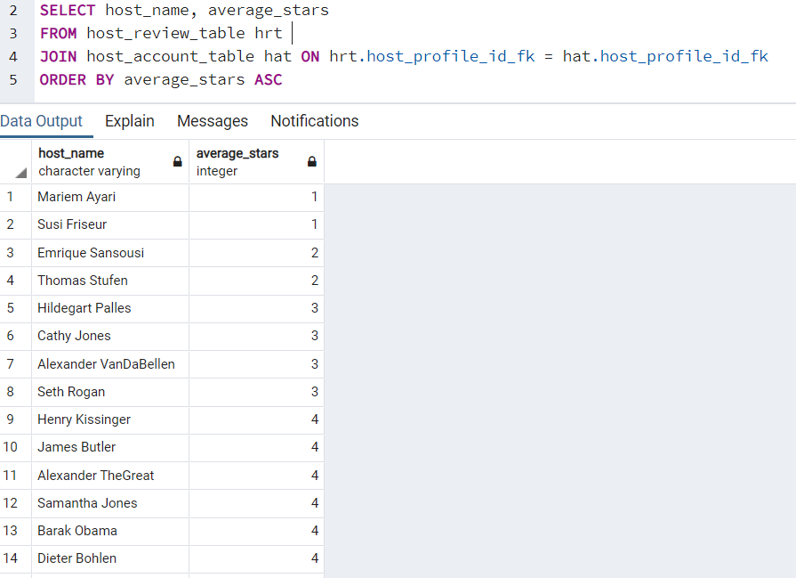 2 SELECT host_name, average_stars
3 FROM host_review_table hrt
4 JOIN host_account_table hat ON hrt.host_profile_id_fk = hat.host_profile_id_fk
5 ORDER BY average_stars ASC
Data Output Explain Messages Notifications
host_name average_stars
character varying integer
1 Mariem Ayari 1
2 Susi Friseur 1
3 Emrique Sansousi 2
4 Thomas Stufen 2
5 Hildegart Palles 3
6 Cathy Jones 3
7 Alexander VanDaBellen 3
8 Seth Rogan 3
9 Henry Kissinger 4
10 James Butler 4
11 Alexander TheGreat 4
12 Samantha Jones 4
13 Barak Obama 4
14 Dieter Bohlen 4